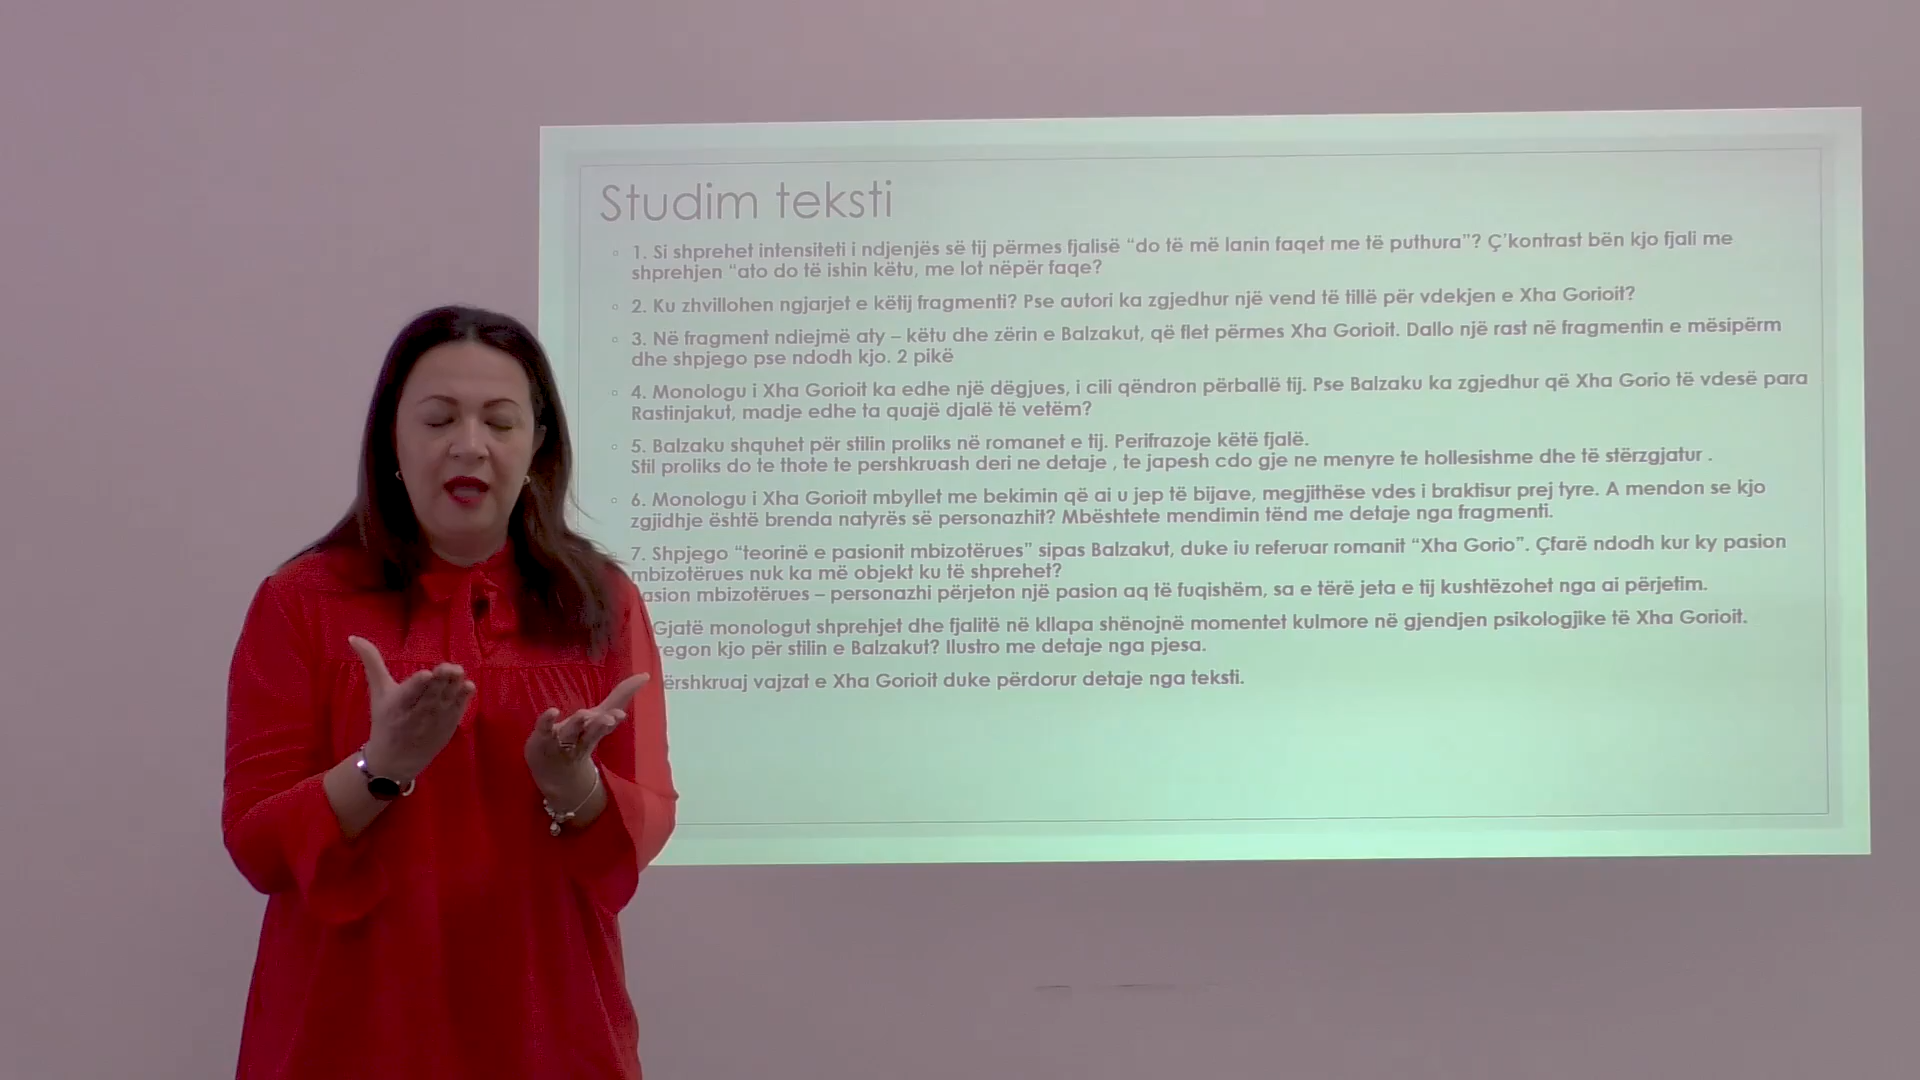 Studim teksti
1. Si shprehet intensiteti i ndjenjës së tij përmes fjalisë “do të më lanin faqet me të puthura”? Ç’kontrast bën kjo fjali me
shprehjen “ato do të ishin këtu, me lot nëpër faqe?
2. Ku zhvillohen ngjarjet e këtij fragmenti? Pse autori ka zgjedhur një vend të tillë për vdekjen e Xha Gorioit?
3. Në fragment ndiejmë aty – këtu dhe zërin e Balzakut, që flet përmes Xha Gorioit. Dallo një rast në fragmentin e mësipërm
dhe shpjego pse ndodh kjo. 2 pikë
4. Monologu i Xha Gorioit ka edhe një dëgjues, i cili qëndron përballë tij. Pse Balzaku ka zgjedhur që Xha Gorio të vdesë para
Rastinjakut, madje edhe ta quajë djalë të vetëm?
5. Balzaku shquhet për stilin proliks në romanet e tij. Perifrazoje këtë fjalë.
Stil proliks do te thote te pershkruash deri ne detaje , te japesh cdo gje ne menyre te hollesishme dhe të stërzgjatur .
6. Monologu i Xha Gorioit mbyllet me bekimin që ai u jep të bijave, megjithëse vdes i braktisur prej tyre. A mendon se kjo
zgjidhje është brenda natyrës së personazhit? Mbështete mendimin tënd me detaje nga fragmenti.
7. Shpjego “teorinë e pasionit mbizotërues” sipas Balzakut, duke iu referuar romanit “Xha Gorio”. Çfarë ndodh kur ky pasion
mbizotërues nuk ka më objekt ku të shprehet?
asion mbizotërues – personazhi përjeton një pasion aq të fuqishëm, sa e tërë jeta e tij kushtëzohet nga ai përjetim.
Gjatë monologut shprehjet dhe fjalitë në kllapa shënojnë momentet kulmore në gjendjen psikologjike të Xha Gorioit.
regon kjo për stilin e Balzakut? Ilustro me detaje nga pjesa.
ërshkruaj vajzat e Xha Gorioit duke përdorur detaje nga teksti.